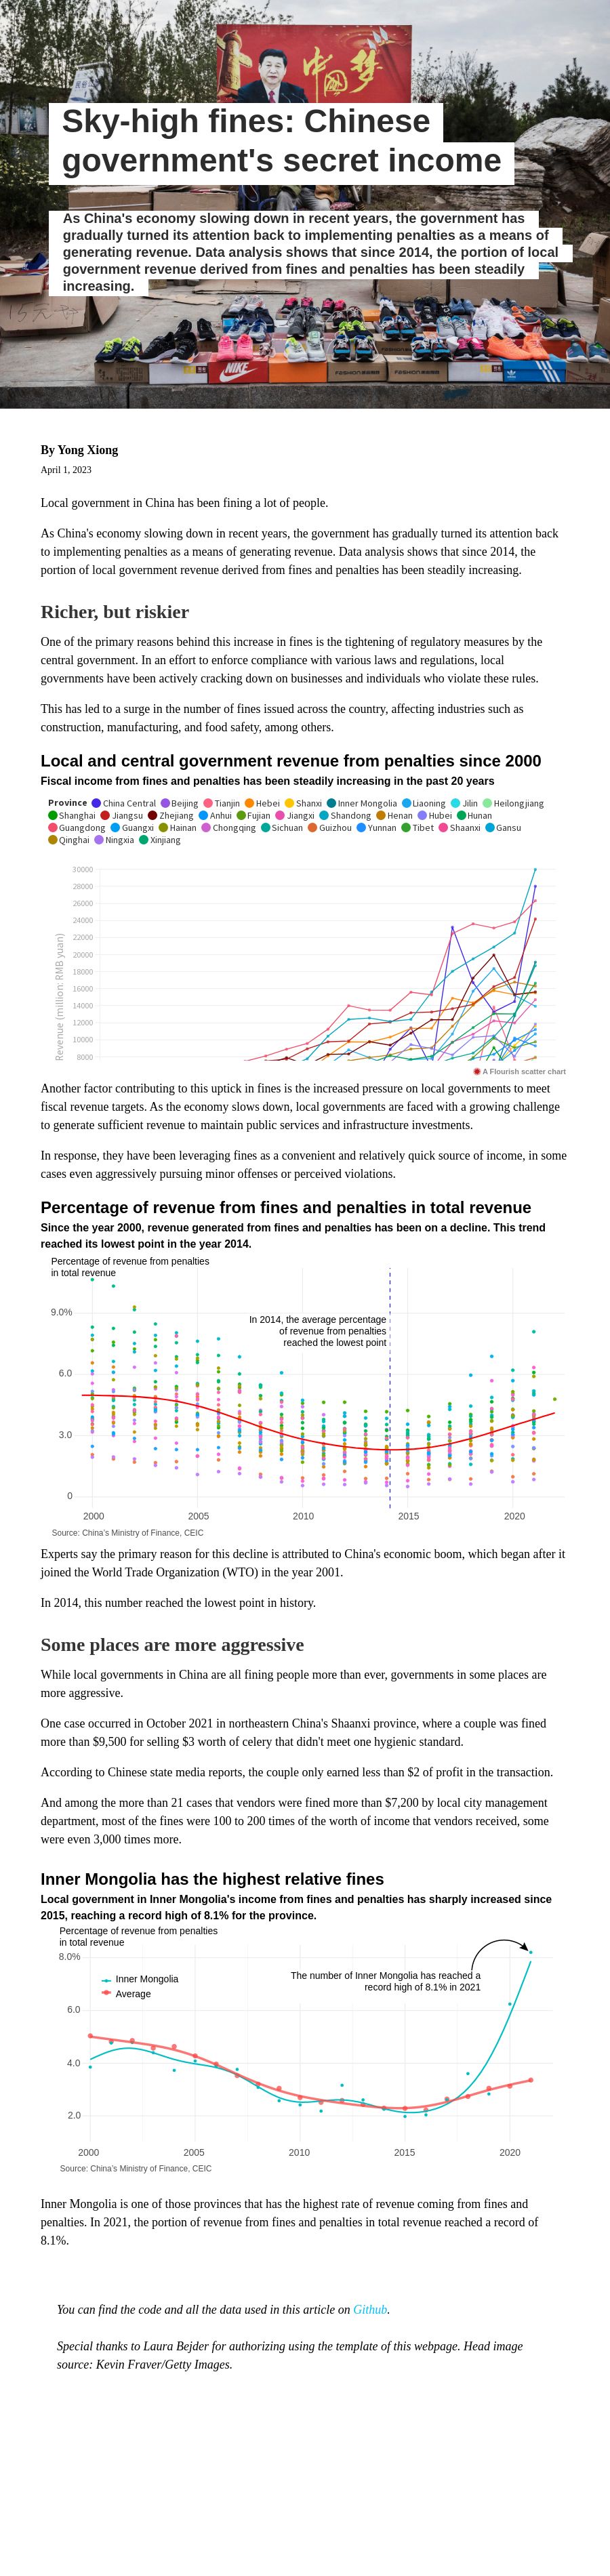 中国梦
Sky-high fines: Chinese
government's secret income
As China's economy slowing down in recent years, the government has
gradually turned its attention back to implementing penalties as a means of
generating revenue. Data analysis shows that since 2014, the portion of local
government revenue derived from fines and penalties has been steadily
increasing.
NIKE
FASHION
FASHION
adidas
By Yong Xiong
April 1, 2023
Local government in China has been fining a lot of people.
As China's economy slowing down in recent years, the government has gradually turned its attention back
to implementing penalties as a means of generating revenue. Data analysis shows that since 2014, the
portion of local government revenue derived from fines and penalties has been steadily increasing.
Richer, but riskier
One of the primary reasons behind this increase in fines is the tightening of regulatory measures by the
central government. In an effort to enforce compliance with various laws and regulations, local
governments have been actively cracking down on businesses and individuals who violate these rules.
This has led to a surge in the number of fines issued across the country, affecting industries such as
construction, manufacturing, and food safety, among others.
Local and central government revenue from penalties since 2000
Fiscal income from fines and penalties has been steadily increasing in the past 20 years
Province China Central Beijing Tianjin Hebei Shanxi Inner Mongolia Liaoning Jilin Heilongjiang
Shanghai Jiangsu Zhejiang Anhui Fujian Jiangxi Shandong Henan Hubei Hunan
Guangdong Guangxi Hainan Chongqing Sichuan Guizhou Yunnan Tibet Shaanxi Gansu
Qinghai Ningxia Xinjiang
30000
28000
26000
24000
22000
20000
18000
16000
14000
12000
10000
8000
Revenue (million: RMB yuan)
A Flourish scatter chart
Another factor contributing to this uptick in fines is the increased pressure on local governments to meet
fiscal revenue targets. As the economy slows down, local governments are faced with a growing challenge
to generate sufficient revenue to maintain public services and infrastructure investments.
In response, they have been leveraging fines as a convenient and relatively quick source of income, in some
cases even aggressively pursuing minor offenses or perceived violations.
Percentage of revenue from fines and penalties in total revenue
Since the year 2000, revenue generated from fines and penalties has been on a decline. This trend
reached its lowest point in the year 2014.
Percentage of revenue from penalties
in total revenue
9.0%
In 2014, the average percentage
of revenue from penalties
reached the lowest point
6.0
3.0
0
2000 2005 2010 2015 2020
Source: China's Ministry of Finance, CEIC
Experts say the primary reason for this decline is attributed to China's economic boom, which began after it
joined the World Trade Organization (WTO) in the year 2001.
In 2014, this number reached the lowest point in history.
Some places are more aggressive
While local governments in China are all fining people more than ever, governments in some places are
more aggressive.
One case occurred in October 2021 in northeastern China's Shaanxi province, where a couple was fined
more than $9,500 for selling $3 worth of celery that didn't meet one hygienic standard.
According to Chinese state media reports, the couple only earned less than $2 of profit in the transaction.
And among the more than 21 cases that vendors were fined more than $7,200 by local city management
department, most of the fines were 100 to 200 times of the worth of income that vendors received, some
were even 3,000 times more.
Inner Mongolia has the highest relative fines
Local government in Inner Mongolia's income from fines and penalties has sharply increased since
2015, reaching a record high of 8.1% for the province.
Percentage of revenue from penalties
in total revenue
8.0%
The number of Inner Mongolia has reached a
record high of 8.1% in 2021
Inner Mongolia
Average
6.0
4.0
2.0
2000 2005 2010 2015 2020
Source: China's Ministry of Finance, CEIC
Inner Mongolia is one of those provinces that has the highest rate of revenue coming from fines and
penalties. In 2021, the portion of revenue from fines and penalties in total revenue reached a record of
8.1%.
You can find the code and all the data used in this article on Github.
Special thanks to Laura Bejder for authorizing using the template of this webpage. Head image
source: Kevin Fraver/Getty Images.